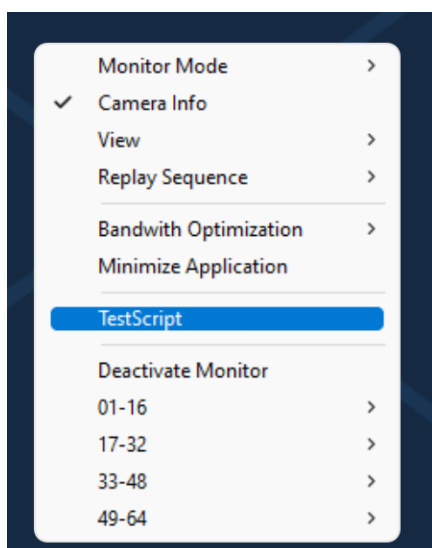 Monitor Mode
Camera Info
View
Replay Sequence
Bandwith Optimization
Minimize Application
TestScript
Deactivate Monitor
01-16
17-32
33-48
49-64